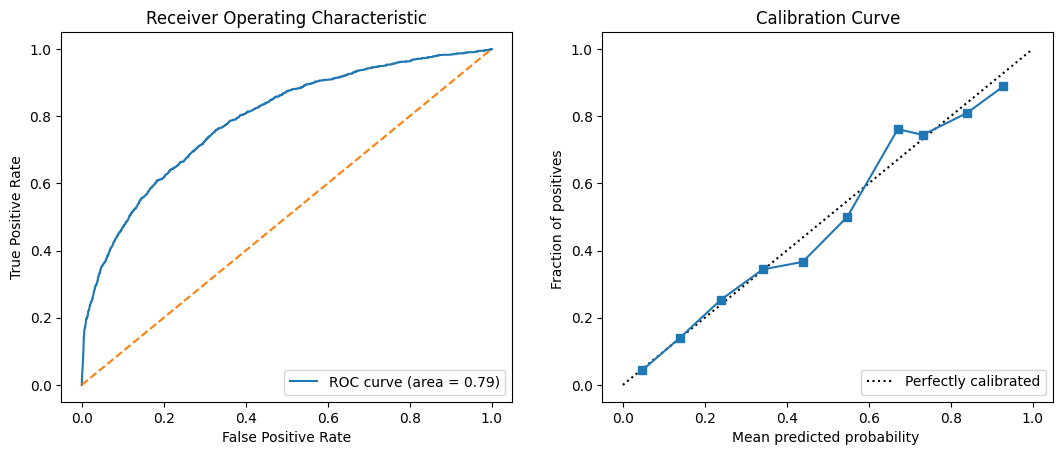 Receiver Operating Characteristic
True Positive Rate
1.0
0.8
0.6
0.4
0.2
0.0
0.0 0.2 0.4 0.6 0.8 1.0
False Positive Rate
ROC curve (area = 0.79)
Calibration Curve
Fraction of positives
1.0
0.8
0.6
0.4
0.2
0.0
0.0 0.2 0.4 0.6 0.8 1.0
Mean predicted probability
Perfectly calibrated